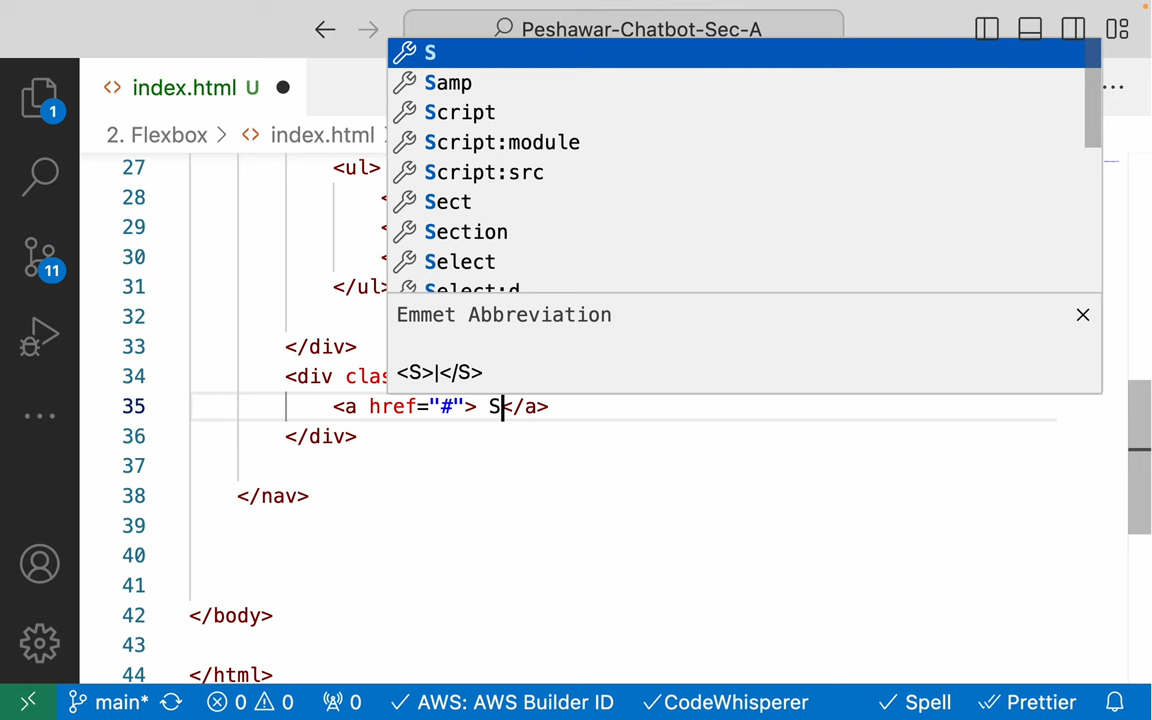 Peshawar-Chatbot-Sec-A
index.html U
1
2. Flexbox > <> index.html
S
Samp
Script
Script:module
Script:src
Sect
Section
Select
Select:d
Emmet Abbreviation
<S>|</S>
27 <ul>
28 <
29 <
30 <
31 </ul>
32
33 </div>
34 <div clas
35 <a href="#"> S</a>
36 </div>
37
38 </nav>
39
40
41
42 </body>
43
44 </html>
11
main* 0 0 0 AWS: AWS Builder ID CodeWhisperer Spell Prettier